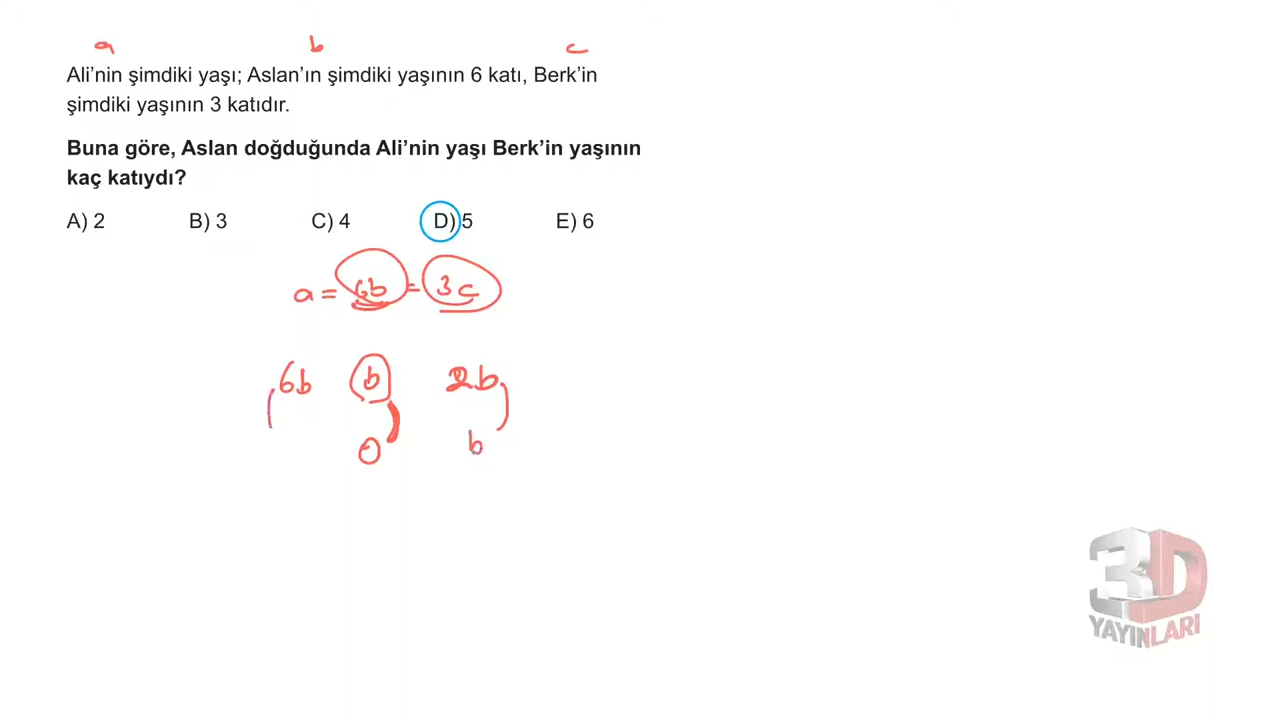 a b c
Ali’nin şimdiki yaşı; Aslan’ın şimdiki yaşının 6 katı, Berk’in
şimdiki yaşının 3 katıdır.
Buna göre, Aslan doğduğunda Ali’nin yaşı Berk’in yaşının
kaç katıydı?
A) 2 B) 3 C) 4 D) 5 E) 6
a = 6b = 3c
6b b 2b
0 b
3D
YAYINLARI